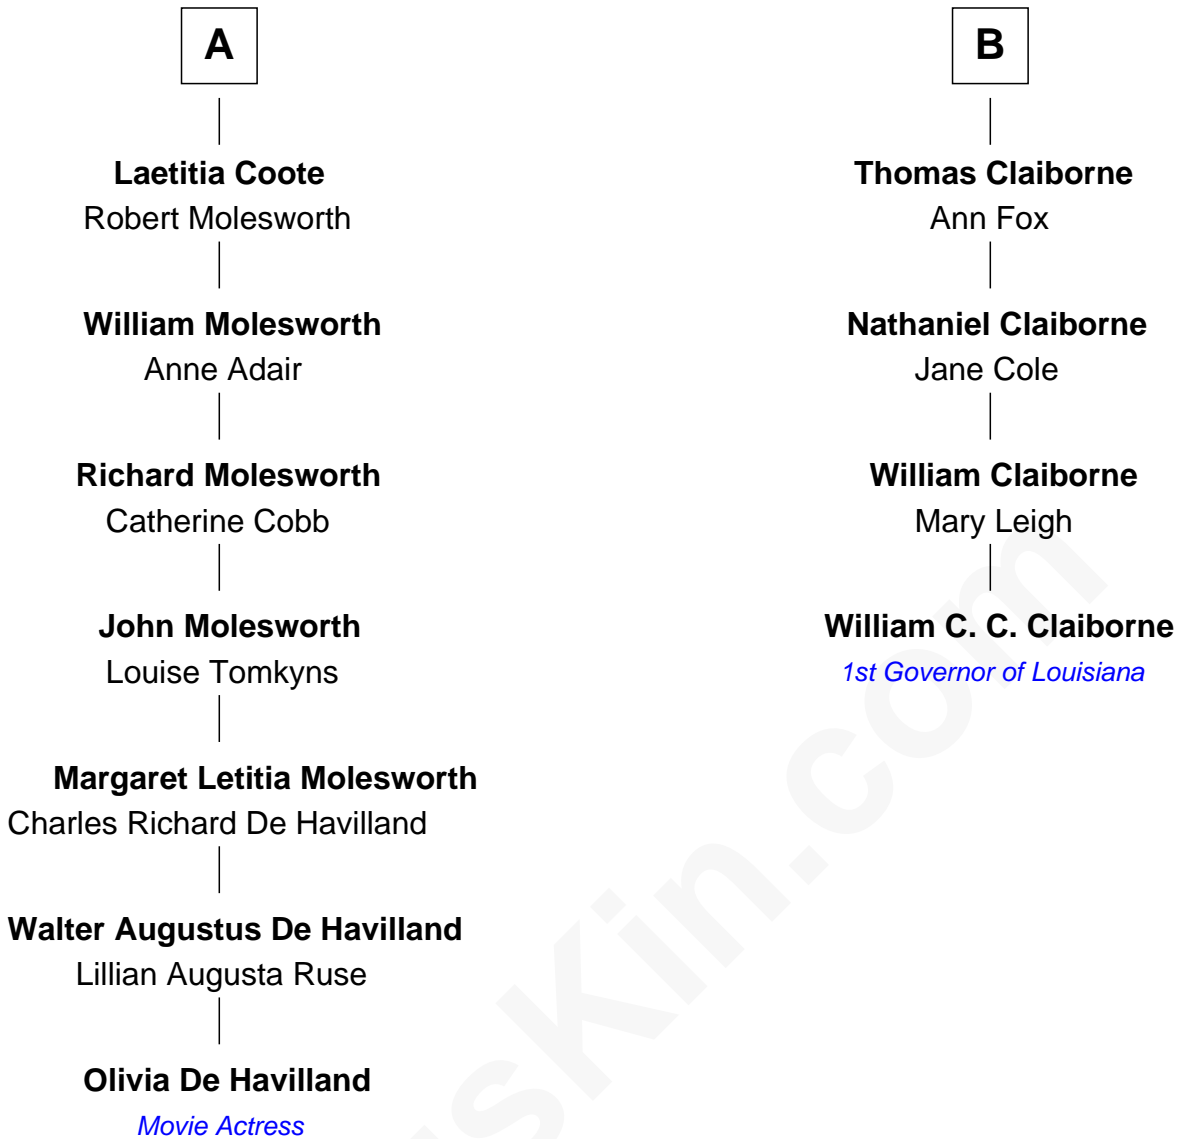 A
Laetitia Coote
Robert Molesworth
William Molesworth
Anne Adair
Richard Molesworth
Catherine Cobb
John Molesworth
Louise Tomkyns
Margaret Letitia Molesworth
Charles Richard De Havilland
Walter Augustus De Havilland
Lillian Augusta Ruse
Olivia De Havilland
Movie Actress
B
Thomas Claiborne
Ann Fox
Nathaniel Claiborne
Jane Cole
William Claiborne
Mary Leigh
William C. C. Claiborne
1st Governor of Louisiana
usKin.com